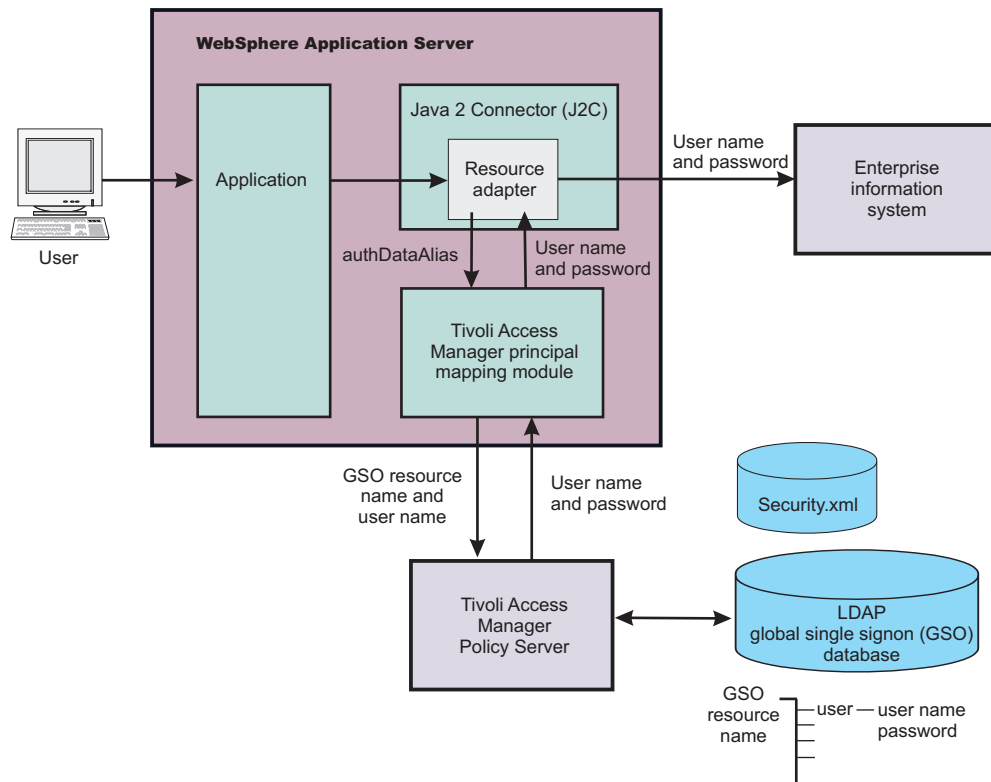 WebSphere Application Server
Java 2 Connector (J2C)
User name
and password
Application
Resource
adapter
Enterprise
information
system
User
authDataAlias
User name
and password
Tivoli Access
Manager principal
mapping module
GSO resource
name and
user name
User name
and password
Security.xml
Tivoli Access
Manager
Policy Server
LDAP
global single signon (GSO)
database
GSO
resource
name
user
user name
password